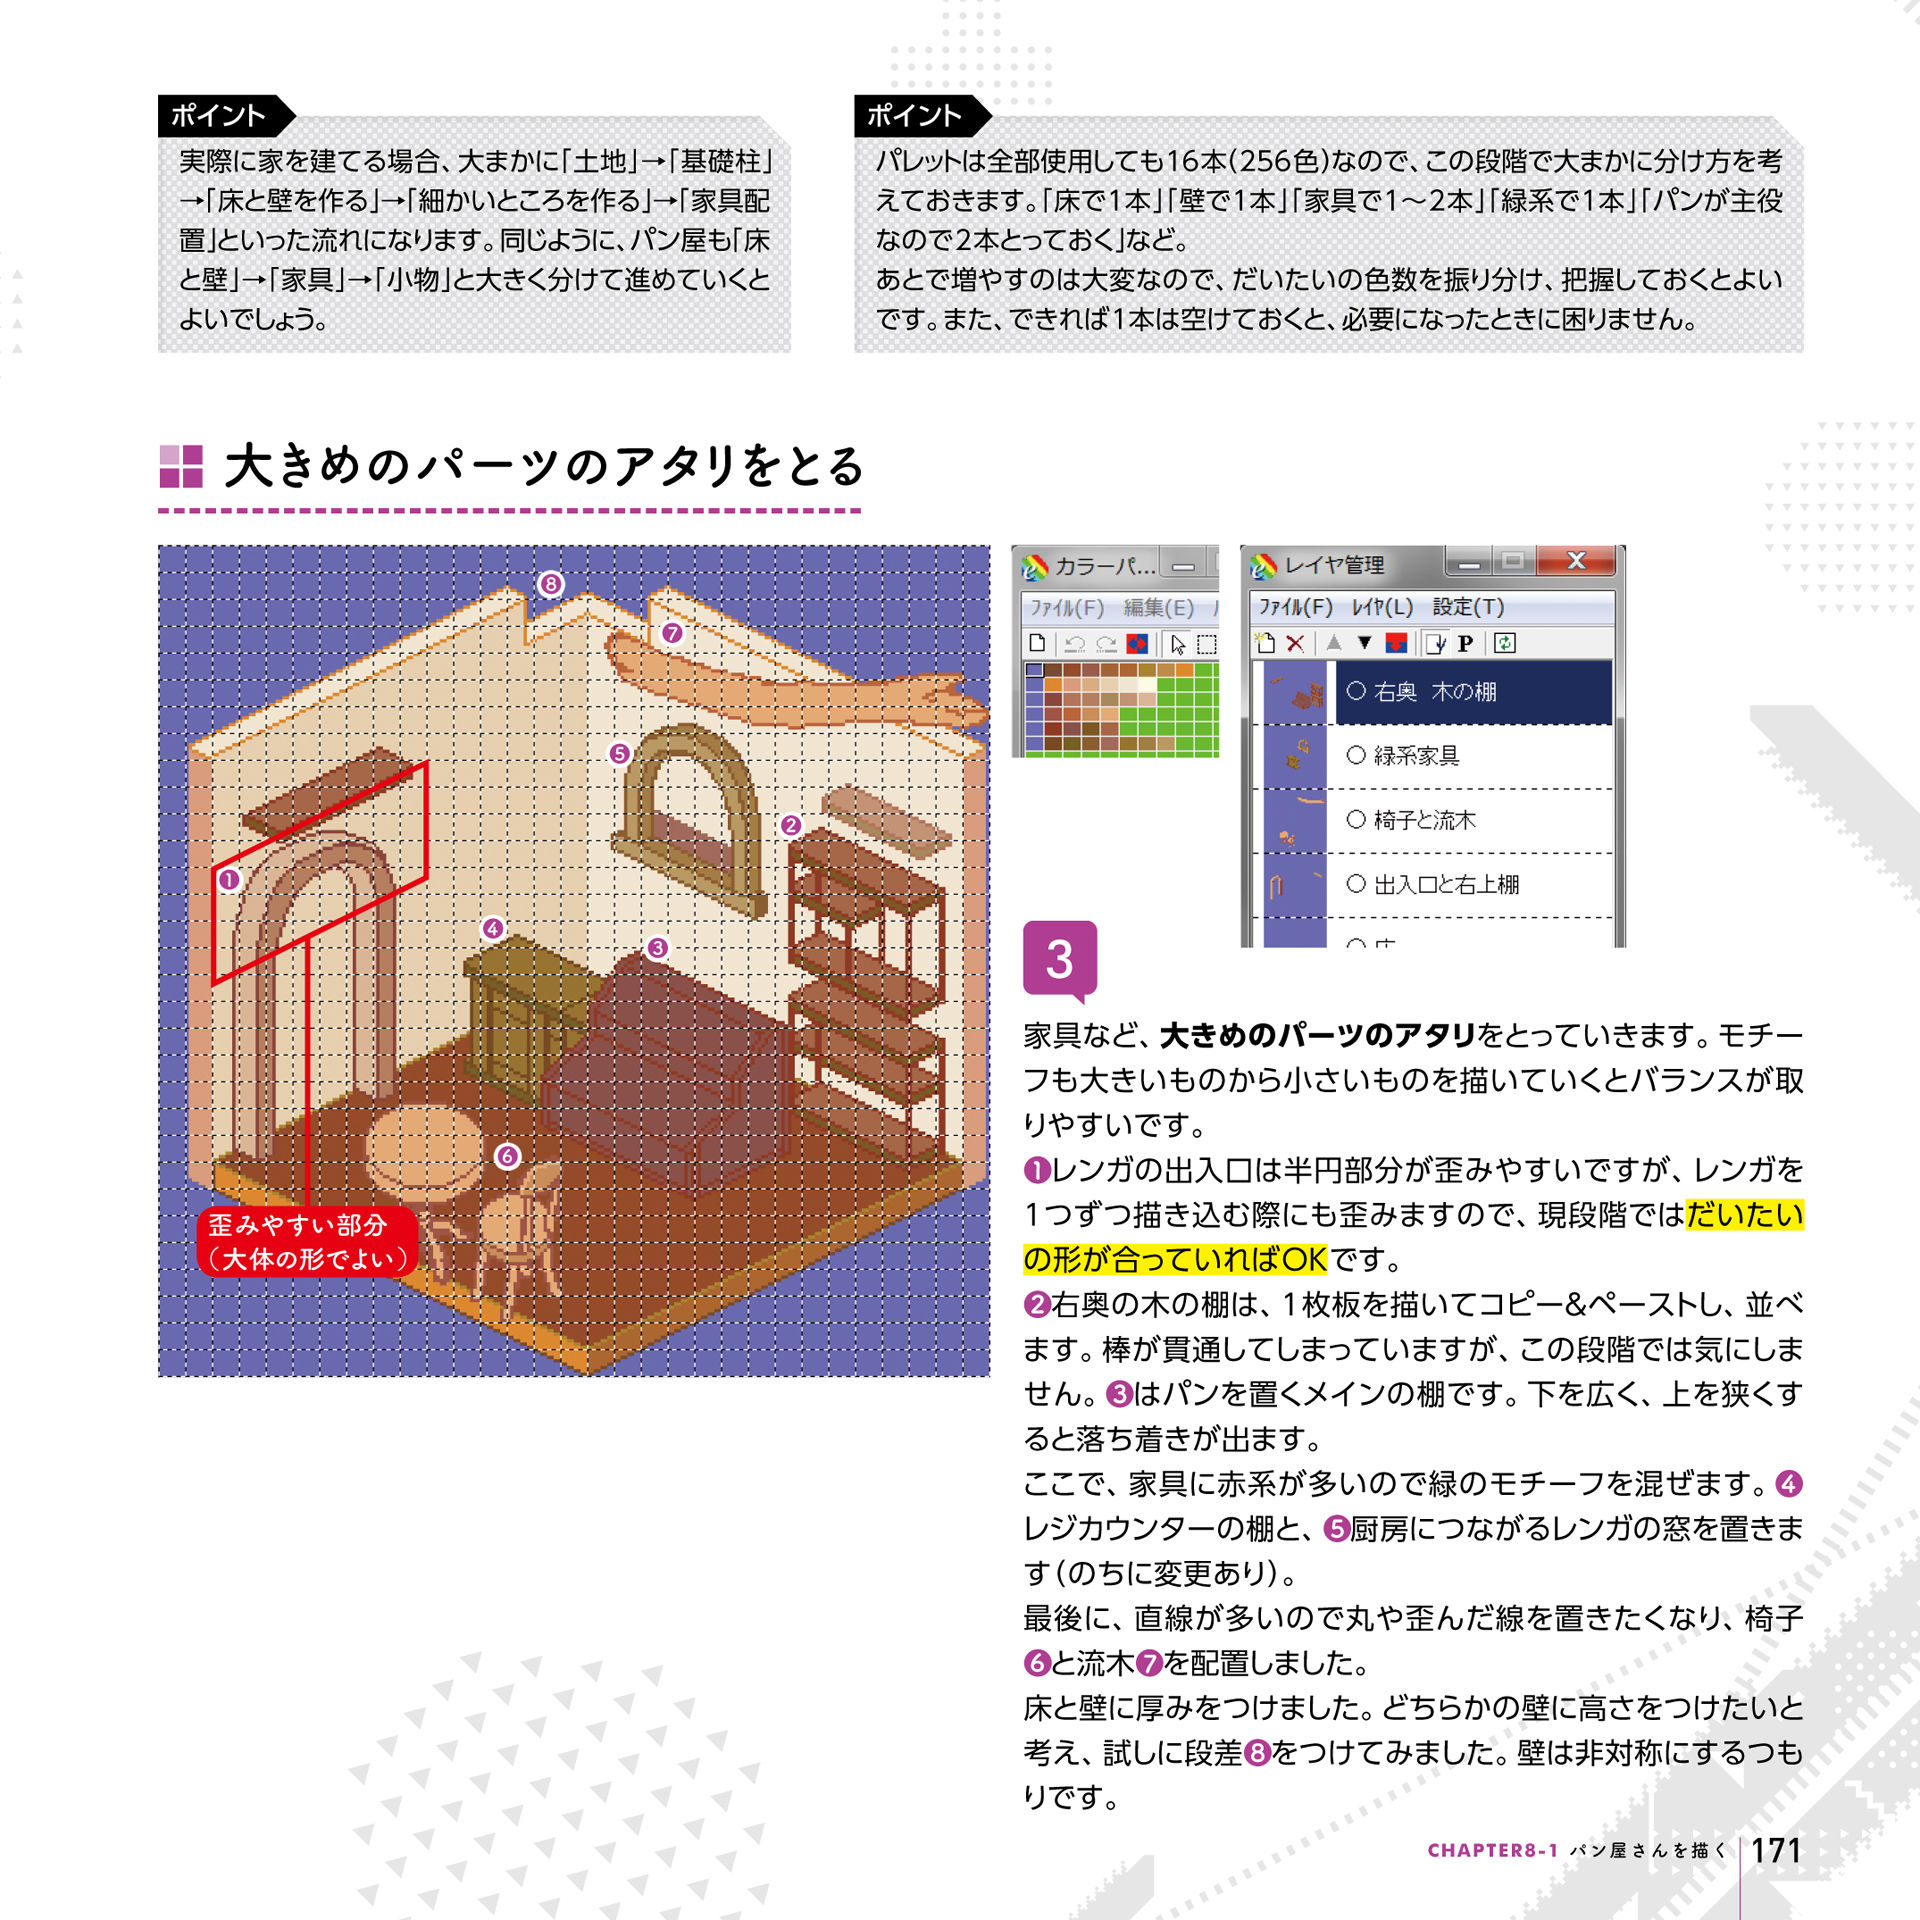 ポイント
実際に家を建てる場合、大まかに「土地」→「基礎柱」
→「床と壁を作る」→「細かいところを作る」→「家具配
置」といった流れになります。同じように、パン屋も「床
と壁」→「家具」→「小物」と大きく分けて進めていくと
よいでしょう。
ポイント
パレットは全部使用しても16本（256色）なので、この段階で大まかに分け方を考
えておきます。「床で1本」「壁で1本」「家具で1～2本」「緑系で1本」「パンが主役
なので2本とっておく」など。
あとで増やすのは大変なので、だいたいの色数を振り分け、把握しておくとよい
です。また、できれば1本は空けておくと、必要になったときに困りません。
大きめのパーツのアタリをとる
❽
❼
❺
❷
❶
❹
❸
❻
歪みやすい部分
（大体の形でよい）
カラーパ...
ﾌｧｲﾙ(F) 編集(E)
レイヤ管理
ﾌｧｲﾙ(F) ﾚｲﾔ(L) 設定(T)
P
右奥 木の棚
緑系家具
椅子と流木
出入口と右上棚
3
家具など、大きめのパーツのアタリをとっていきます。モチー
フも大きいものから小さいものを描いていくとバランスが取
りやすいです。
❶レンガの出入口は半円部分が歪みやすいですが、レンガを
1つずつ描き込む際にも歪みますので、現段階ではだいたい
の形が合っていればOKです。
❷右奥の木の棚は、1枚板を描いてコピー&ペーストし、並べ
ます。棒が貫通してしまっていますが、この段階では気にしま
せん。❸はパンを置くメインの棚です。下を広く、上を狭くす
ると落ち着きが出ます。
ここで、家具に赤系が多いので緑のモチーフを混ぜます。❹
レジカウンターの棚と、❺厨房につながるレンガの窓を置きま
す（のちに変更あり）。
最後に、直線が多いので丸や歪んだ線を置きたくなり、椅子
❻と流木❼を配置しました。
床と壁に厚みをつけました。どちらかの壁に高さをつけたいと
考え、試しに段差❽をつけてみました。壁は非対称にするつも
りです。
CHAPTER8-1 パン屋さんを描く 171